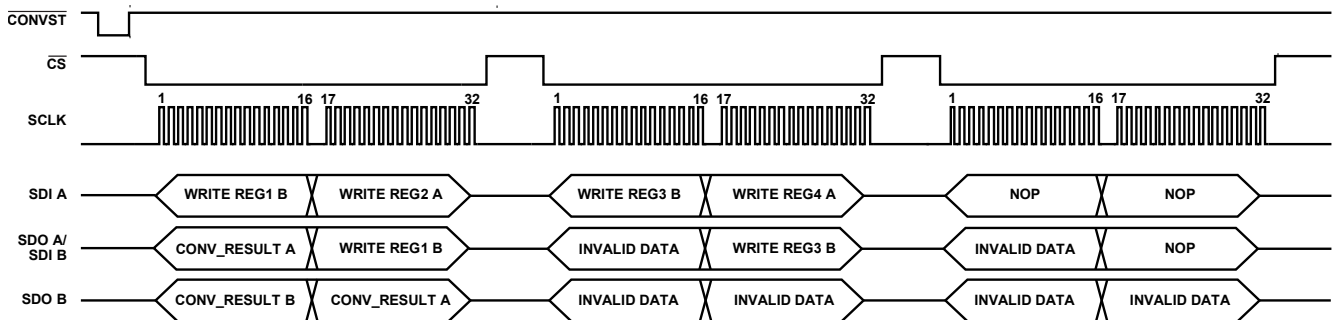 CONVST
CS
1 16 17 32 1 16 17 32 1 16 17 32
SCLK
SDI A WRITE REG1 B WRITE REG2 A WRITE REG3 B WRITE REG4 A NOP NOP
SDO A/
SDI B CONV_RESULT A WRITE REG1 B INVALID DATA WRITE REG3 B INVALID DATA NOP
SDO B CONV_RESULT B CONV_RESULT A INVALID DATA INVALID DATA INVALID DATA INVALID DATA